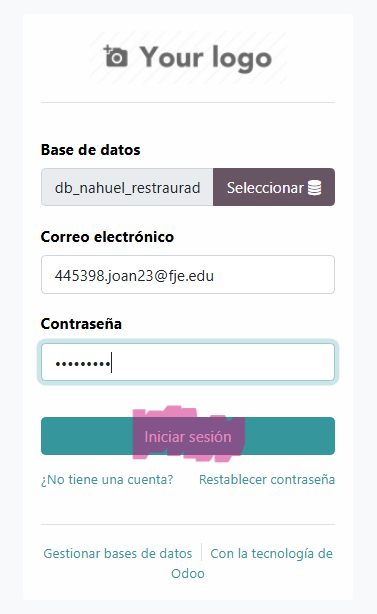 Your logo
Base de datos
db_nahuel_restraurad Seleccionar
Correo electrónico
445398.joan23@fje.edu
Contraseña
•••••••••
Iniciar sesión
¿No tiene una cuenta? Restablecer contraseña
Gestionar bases de datos | Con la tecnología de
Odoo